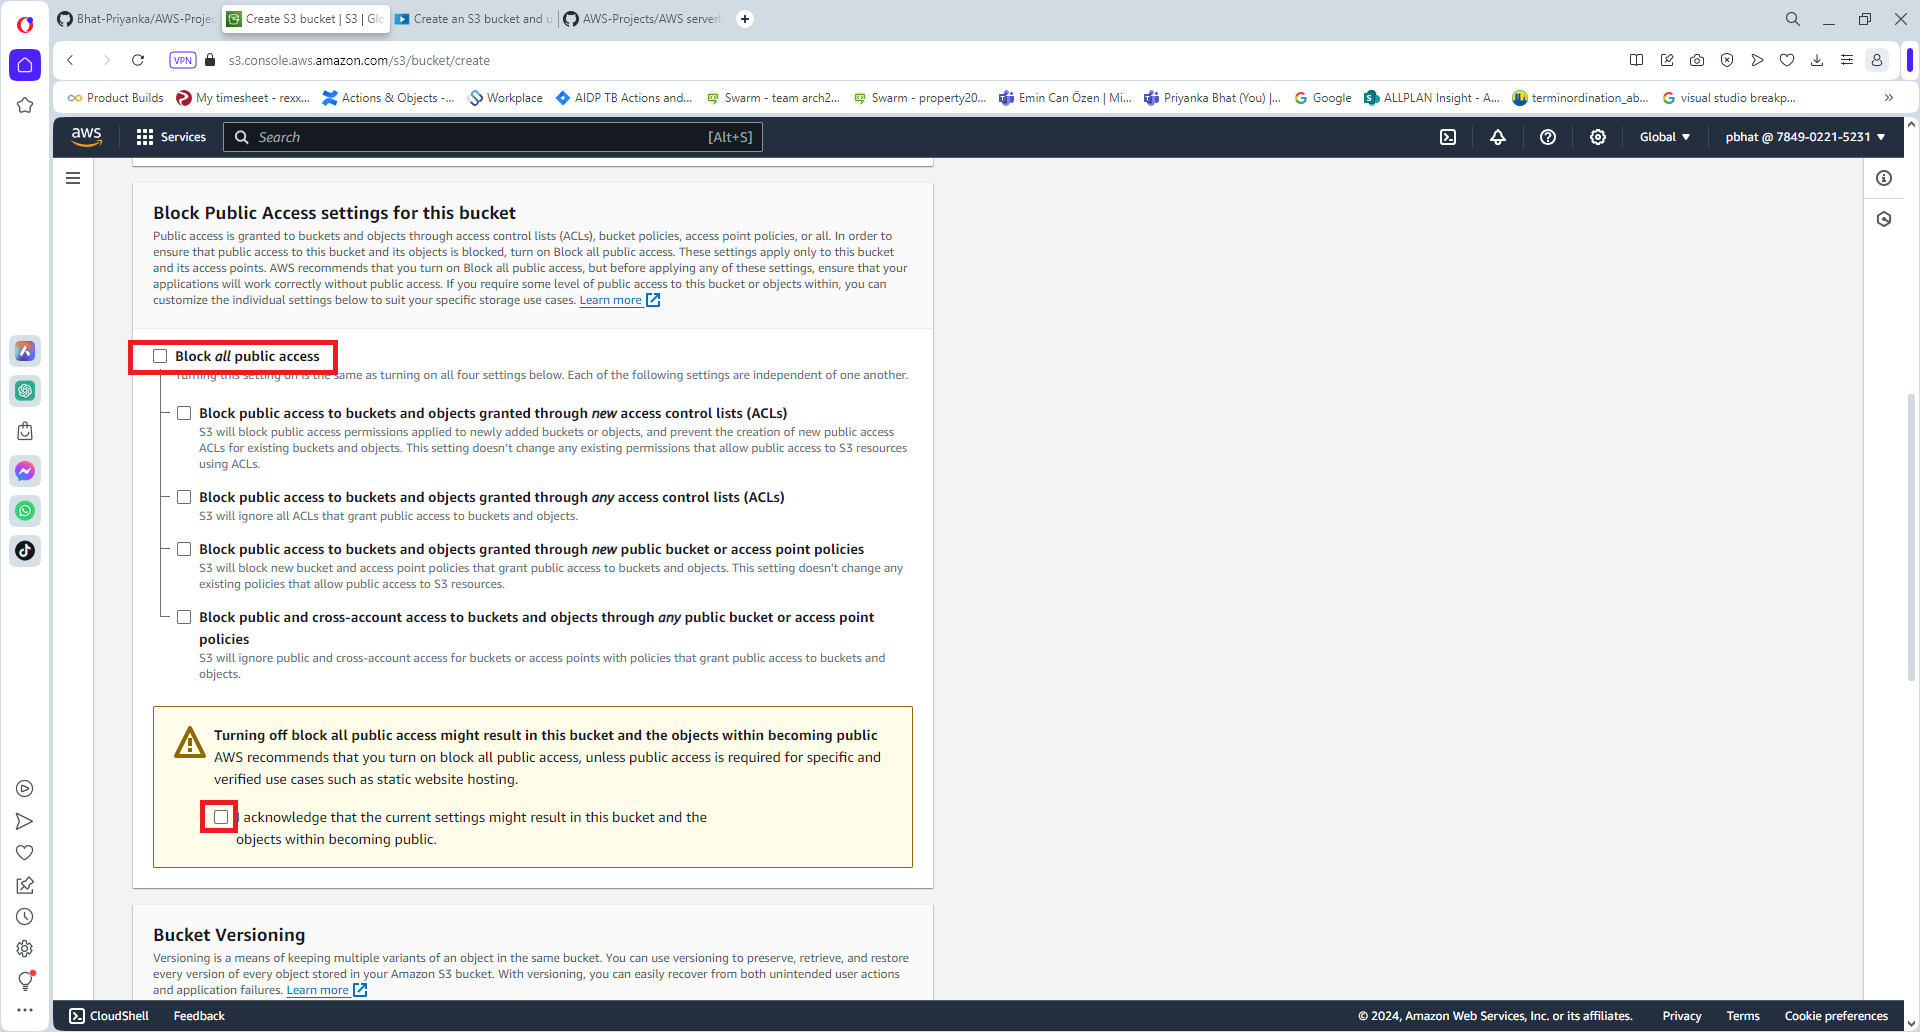 Bhat-Priyanka/AWS-Projec
Create S3 bucket | S3 | Glo
Create an S3 bucket and u
AWS-Projects/AWS server
VPN
s3.console.aws.amazon.com/s3/bucket/create
Product Builds
My timesheet - rexx...
Actions & Objects -...
Workplace
AIDP TB Actions and...
Swarm - team arch2...
Swarm - property20...
Emin Can Özen | Mi...
Priyanka Bhat (You) |...
Google
ALLPLAN Insight - A...
terminordination_ab...
visual studio breakp...
»
aws
Services
Search
[Alt+S]
Global
pbhat @ 7849-0221-5231
Block Public Access settings for this bucket
Public access is granted to buckets and objects through access control lists (ACLs), bucket policies, access point policies, or all. In order to
ensure that public access to this bucket and its objects is blocked, turn on Block all public access. These settings apply only to this bucket
and its access points. AWS recommends that you turn on Block all public access, but before applying any of these settings, ensure that your
applications will work correctly without public access. If you require some level of public access to this bucket or objects within, you can
customize the individual settings below to suit your specific storage use cases. Learn more
Block all public access
Turning this setting on is the same as turning on all four settings below. Each of the following settings are independent of one another.
Block public access to buckets and objects granted through new access control lists (ACLs)
S3 will block public access permissions applied to newly added buckets or objects, and prevent the creation of new public access
ACLs for existing buckets and objects. This setting doesn't change any existing permissions that allow public access to S3 resources
using ACLs.
Block public access to buckets and objects granted through any access control lists (ACLs)
S3 will ignore all ACLs that grant public access to buckets and objects.
Block public access to buckets and objects granted through new public bucket or access point policies
S3 will block new bucket and access point policies that grant public access to buckets and objects. This setting doesn't change any
existing policies that allow public access to S3 resources.
Block public and cross-account access to buckets and objects through any public bucket or access point
policies
S3 will ignore public and cross-account access for buckets or access points with policies that grant public access to buckets and
objects.
Turning off block all public access might result in this bucket and the objects within becoming public
AWS recommends that you turn on block all public access, unless public access is required for specific and
verified use cases such as static website hosting.
I acknowledge that the current settings might result in this bucket and the
objects within becoming public.
Bucket Versioning
Versioning is a means of keeping multiple variants of an object in the same bucket. You can use versioning to preserve, retrieve, and restore
every version of every object stored in your Amazon S3 bucket. With versioning, you can easily recover from both unintended user actions
and application failures. Learn more
CloudShell
Feedback
© 2024, Amazon Web Services, Inc. or its affiliates.
Privacy
Terms
Cookie preferences